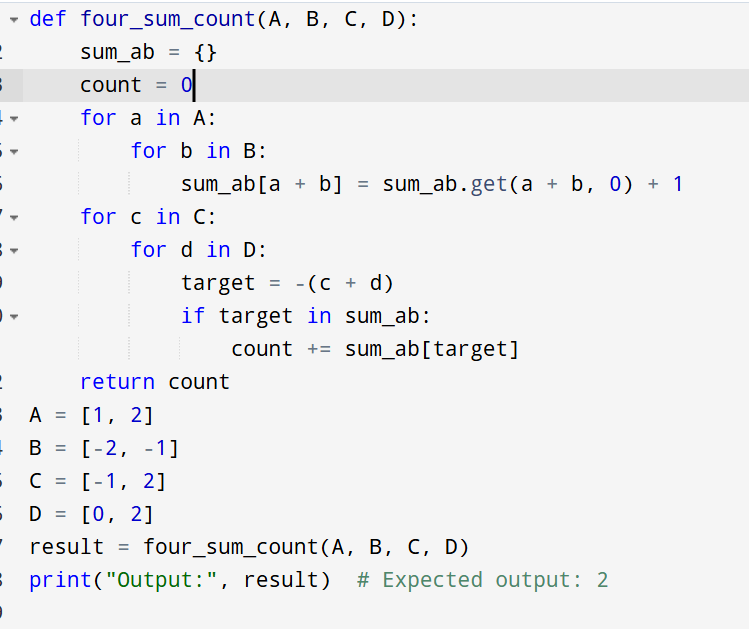 def four_sum_count(A, B, C, D):
    sum_ab = {}
    count = 0
    for a in A:
        for b in B:
            sum_ab[a + b] = sum_ab.get(a + b, 0) + 1
    for c in C:
        for d in D:
            target = -(c + d)
            if target in sum_ab:
                count += sum_ab[target]
    return count
A = [1, 2]
B = [-2, -1]
C = [-1, 2]
D = [0, 2]
result = four_sum_count(A, B, C, D)
print("Output:", result)  # Expected output: 2